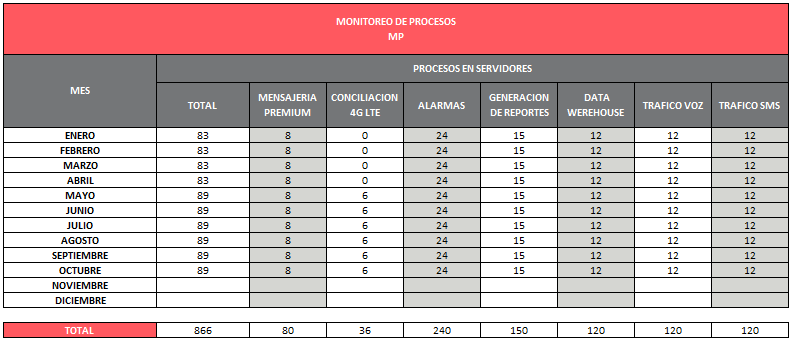 MONITOREO DE PROCESOS
MP
MES
PROCESOS EN SERVIDORES
TOTAL MENSAJERIA PREMIUM CONCILIACION 4G LTE ALARMAS GENERACION DE REPORTES DATA WEREHOUSE TRAFICO VOZ TRAFICO SMS
ENERO 83 8 0 24 15 12 12 12
FEBRERO 83 8 0 24 15 12 12 12
MARZO 83 8 0 24 15 12 12 12
ABRIL 83 8 0 24 15 12 12 12
MAYO 89 8 6 24 15 12 12 12
JUNIO 89 8 6 24 15 12 12 12
JULIO 89 8 6 24 15 12 12 12
AGOSTO 89 8 6 24 15 12 12 12
SEPTIEMBRE 89 8 6 24 15 12 12 12
OCTUBRE 89 8 6 24 15 12 12 12
NOVIEMBRE
DICIEMBRE
TOTAL 866 80 36 240 150 120 120 120